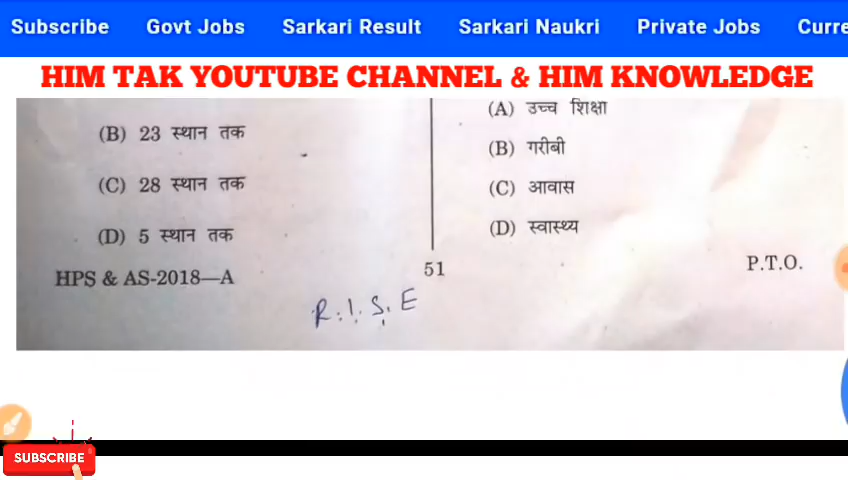 Subscribe Govt Jobs Sarkari Result Sarkari Naukri Private Jobs Curre
HIM TAK YOUTUBE CHANNEL & HIM KNOWLEDGE
(B) 23 स्थान तक
(C) 28 स्थान तक
(D) 5 स्थान तक
HPS & AS-2018—A
(A) उच्च शिक्षा
(B) गरीबी
(C) आवास
(D) स्वास्थ्य
51
P.T.O.
R.I.S.E
SUBSCRIBE